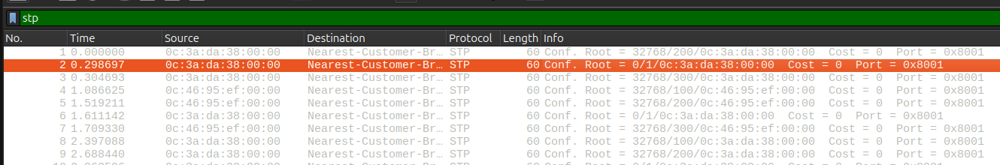 stp
No. Time Source Destination Protocol Length Info
1 0.000000 0c:3a:da:38:00:00 Nearest-Customer-Br… STP 60 Conf. Root = 32768/200/0c:3a:da:38:00:00 Cost = 0 Port = 0x8001
2 0.298697 0c:3a:da:38:00:00 Nearest-Customer-Br… STP 60 Conf. Root = 0/1/0c:3a:da:38:00:00 Cost = 0 Port = 0x8001
3 0.304693 0c:3a:da:38:00:00 Nearest-Customer-Br… STP 60 Conf. Root = 32768/300/0c:3a:da:38:00:00 Cost = 0 Port = 0x8001
4 1.086625 0c:46:95:ef:00:00 Nearest-Customer-Br… STP 60 Conf. Root = 32768/100/0c:46:95:ef:00:00 Cost = 0 Port = 0x8001
5 1.519211 0c:46:95:ef:00:00 Nearest-Customer-Br… STP 60 Conf. Root = 32768/200/0c:46:95:ef:00:00 Cost = 0 Port = 0x8001
6 1.611142 0c:3a:da:38:00:00 Nearest-Customer-Br… STP 60 Conf. Root = 0/1/0c:3a:da:38:00:00 Cost = 0 Port = 0x8001
7 1.709330 0c:46:95:ef:00:00 Nearest-Customer-Br… STP 60 Conf. Root = 32768/300/0c:46:95:ef:00:00 Cost = 0 Port = 0x8001
8 2.397088 0c:3a:da:38:00:00 Nearest-Customer-Br… STP 60 Conf. Root = 32768/100/0c:3a:da:38:00:00 Cost = 0 Port = 0x8001
9 2.688440 0c:3a:da:38:00:00 Nearest-Customer-Br… STP 60 Conf. Root = 32768/200/0c:3a:da:38:00:00 Cost = 0 Port = 0x8001